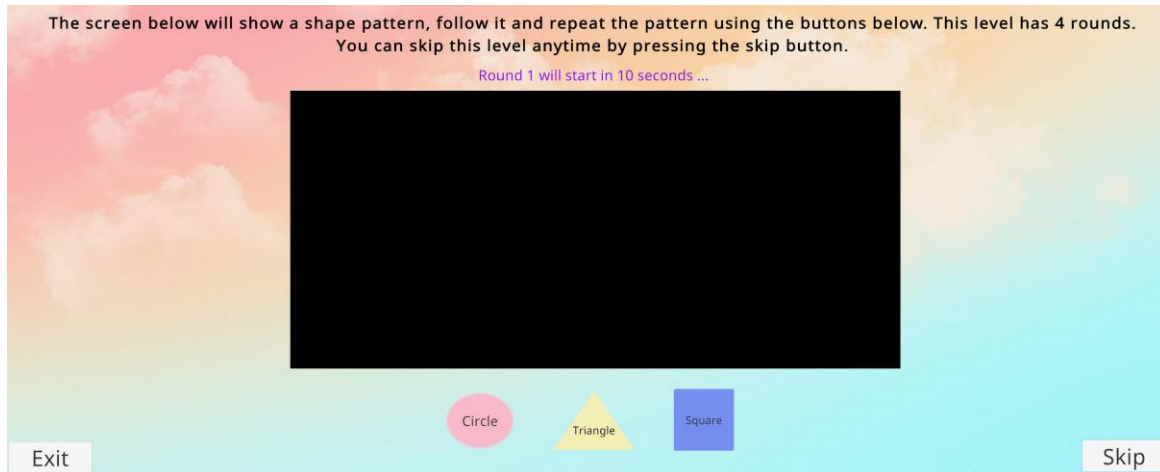 The screen below will show a shape pattern, follow it and repeat the pattern using the buttons below. This level has 4 rounds.
You can skip this level anytime by pressing the skip button.
Round 1 will start in 10 seconds ...
Circle
Triangle
Square
Exit
Skip